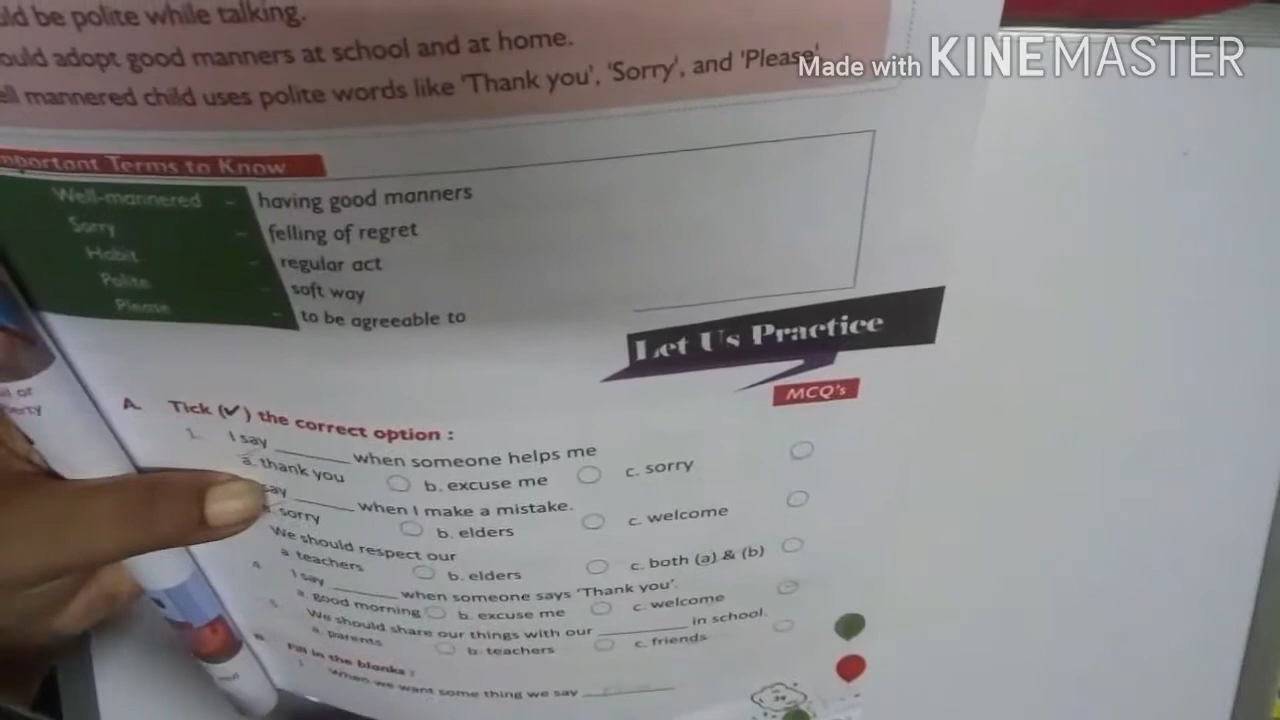 be polite while talking.
adopt good manners at school and at home.
mannered child uses polite words like 'Thank you', 'Sorry', and 'Please'
Made with KINEMASTER
Terms to Know
Well-mannered - having good manners
Sorry - felling of regret
Habit - regular act
Polite - soft way
Please - to be agreeable to
Let Us Practice
MCQ's
A. Tick (✔) the correct option :
1. I say ________ when someone helps me
a. thank you b. excuse me c. sorry
say ________ when I make a mistake.
sorry b. elders c. welcome
We should respect our
a. teachers b. elders c. both (a) & (b)
4. I say ________ when someone says 'Thank you'.
a. good morning b. excuse me c. welcome
5. We should share our things with our ________ in school.
a. parents b. teachers c. friends
B. Fill in the blanks :
1. When we want some thing we say ________